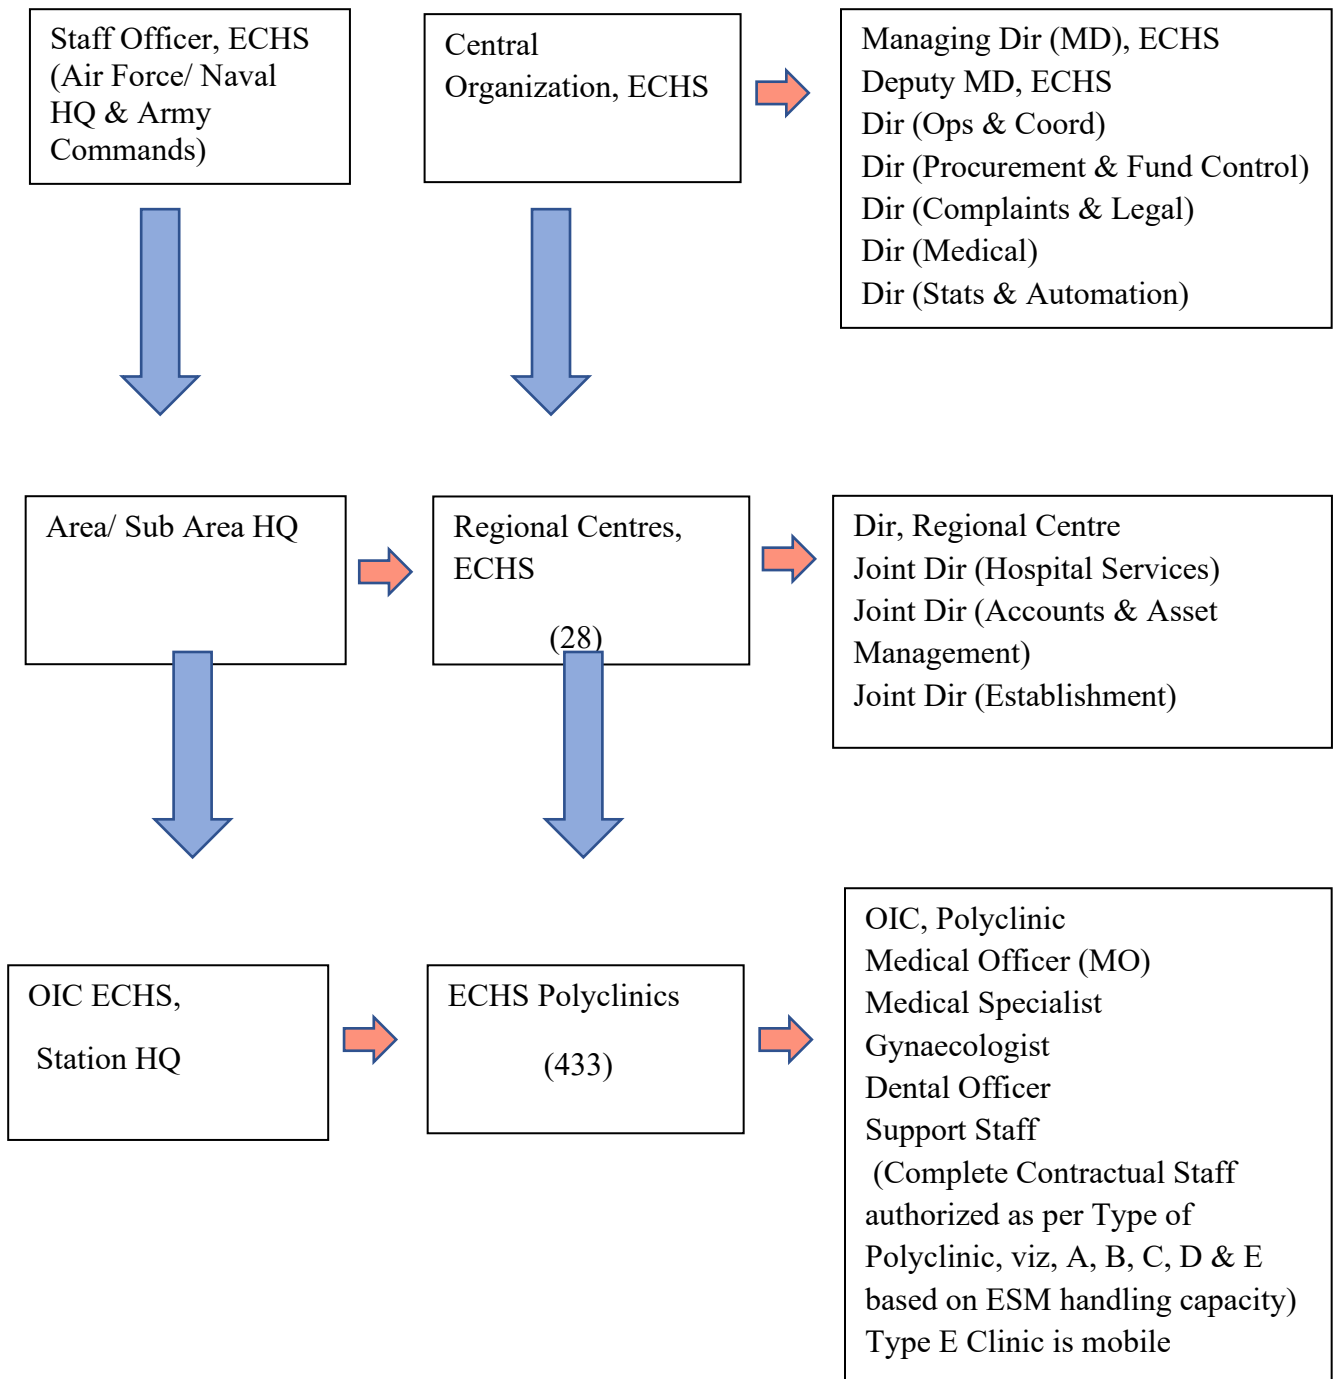 Staff Officer, ECHS
(Air Force/ Naval
HQ & Army
Commands)
Central
Organization, ECHS
Managing Dir (MD), ECHS
Deputy MD, ECHS
Dir (Ops & Coord)
Dir (Procurement & Fund Control)
Dir (Complaints & Legal)
Dir (Medical)
Dir (Stats & Automation)
Area/ Sub Area HQ
Regional Centres,
ECHS
(28)
Dir, Regional Centre
Joint Dir (Hospital Services)
Joint Dir (Accounts & Asset
Management)
Joint Dir (Establishment)
OIC ECHS,
Station HQ
ECHS Polyclinics
(433)
OIC, Polyclinic
Medical Officer (MO)
Medical Specialist
Gynaecologist
Dental Officer
Support Staff
(Complete Contractual Staff
authorized as per Type of
Polyclinic, viz, A, B, C, D & E
based on ESM handling capacity)
Type E Clinic is mobile